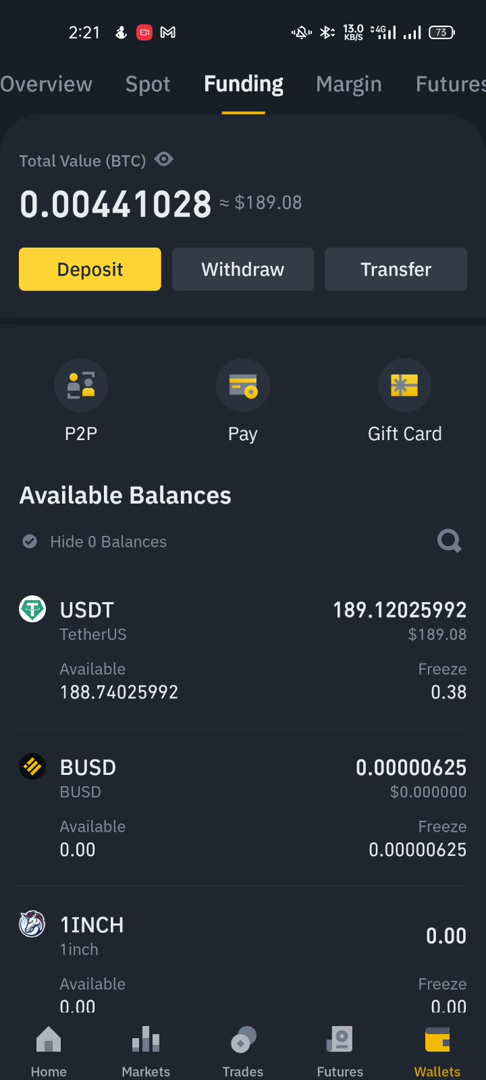 2:21
13.0 KB/S 4G 73
Overview Spot Funding Margin Futures
Total Value (BTC)
0.00441028 ≈ $189.08
Deposit Withdraw Transfer
P2P Pay Gift Card
Available Balances
Hide 0 Balances
USDT 189.12025992
TetherUS $189.08
Available Freeze
188.74025992 0.38
BUSD 0.00000625
BUSD $0.000000
Available Freeze
0.00 0.00000625
1INCH 0.00
1inch
Available Freeze
0.00 0.00
Home Markets Trades Futures Wallets